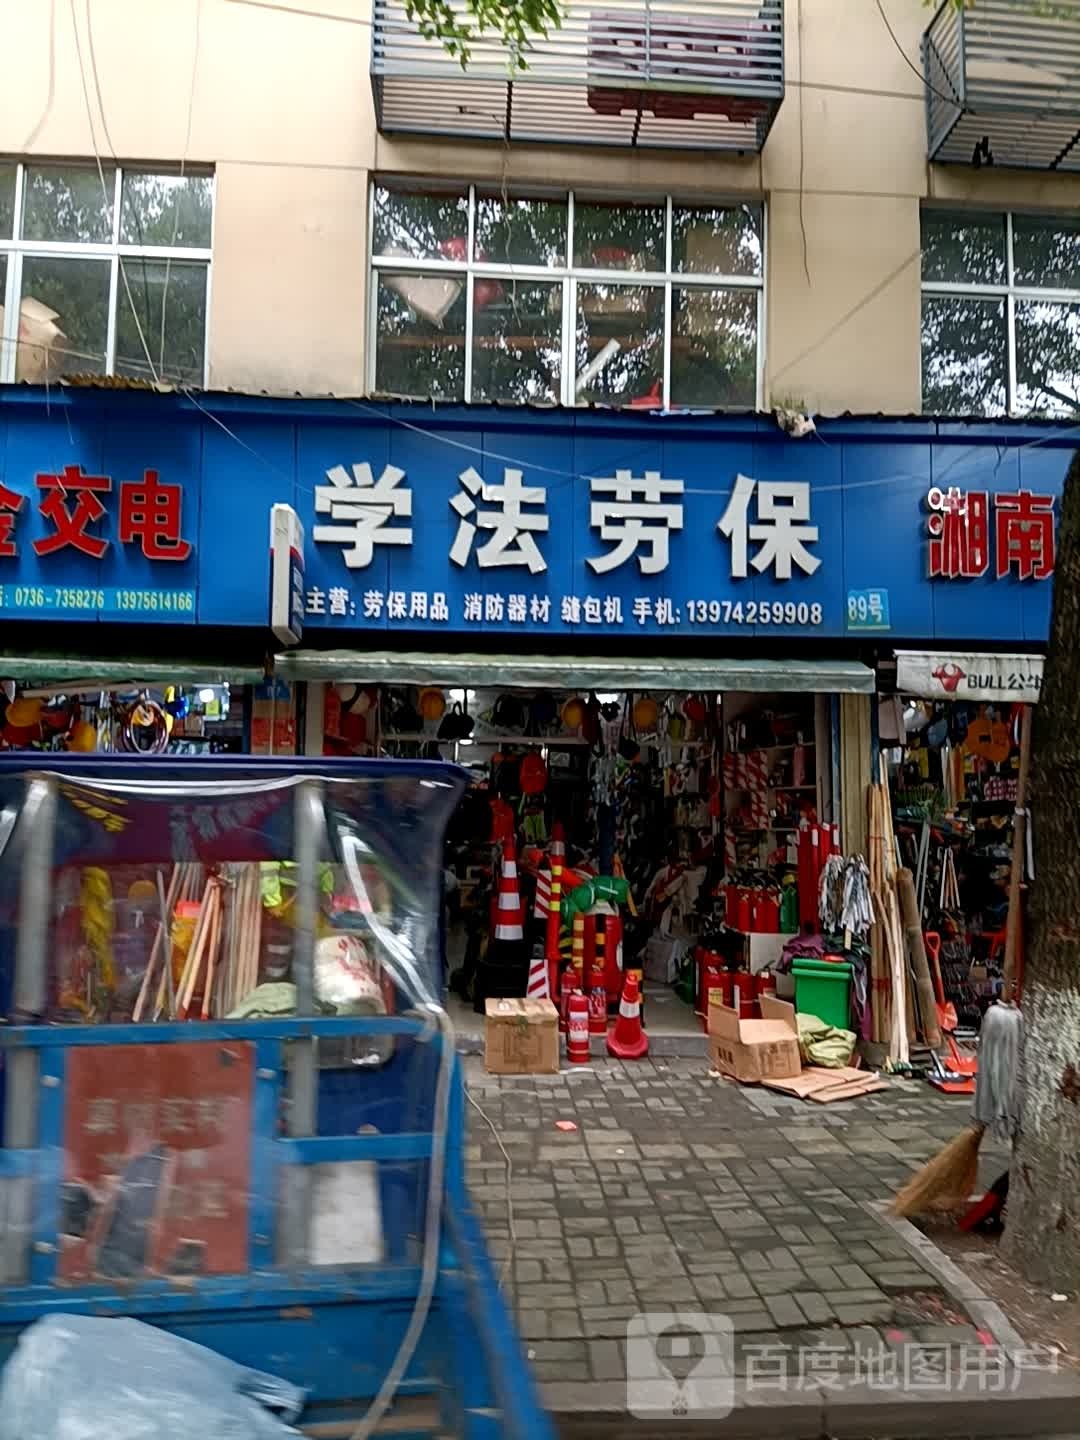 金交电
0736-7358276 13975614166
学法劳保
主营: 劳保用品 消防器材 缝包机 手机: 13974259908
89号
湘南
BULL公牛
百度地图用户